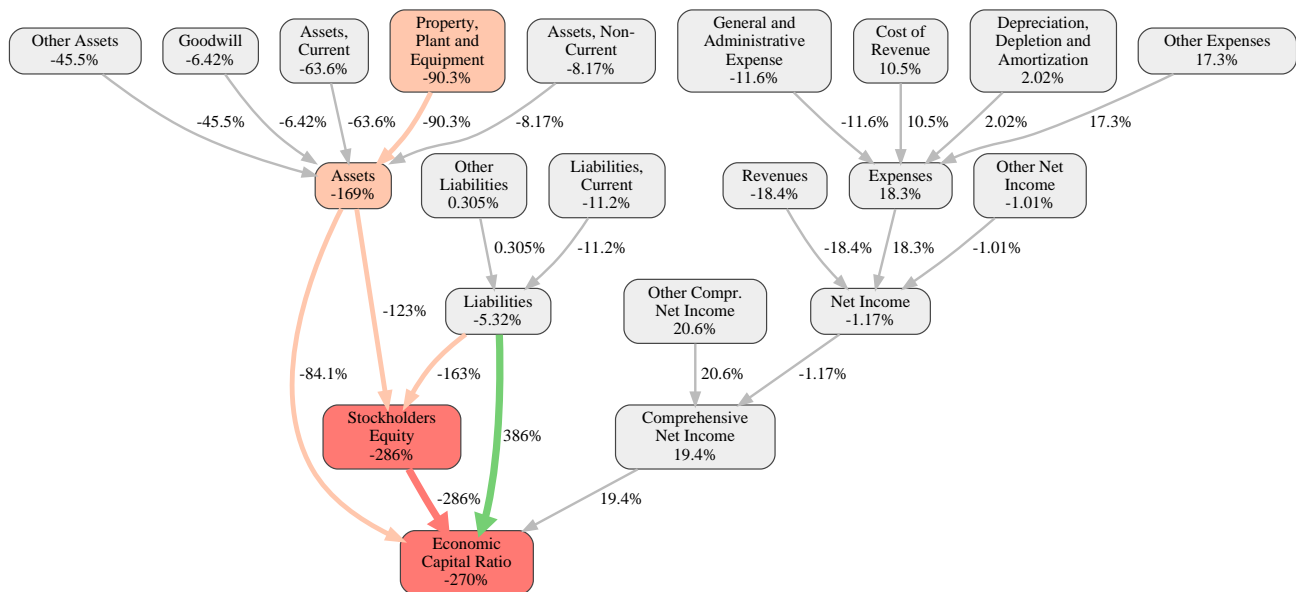 Other Assets
-45.5%
Goodwill
-6.42%
Assets,
Current
-63.6%
Property,
Plant and
Equipment
-90.3%
Assets, Non-
Current
-8.17%
General and
Administrative
Expense
-11.6%
Cost of
Revenue
10.5%
Depreciation,
Depletion and
Amortization
2.02%
Other Expenses
17.3%
-45.5%
-6.42%
-63.6%
-90.3%
-8.17%
-11.6%
10.5%
2.02%
17.3%
Assets
-169%
Other
Liabilities
0.305%
Liabilities,
Current
-11.2%
Revenues
-18.4%
Expenses
18.3%
Other Net
Income
-1.01%
0.305%
-11.2%
-18.4%
18.3%
-1.01%
Liabilities
-5.32%
Other Compr.
Net Income
20.6%
Net Income
-1.17%
-123%
-84.1%
-163%
20.6%
-1.17%
Stockholders
Equity
-286%
386%
Comprehensive
Net Income
19.4%
-286%
19.4%
Economic
Capital Ratio
-270%